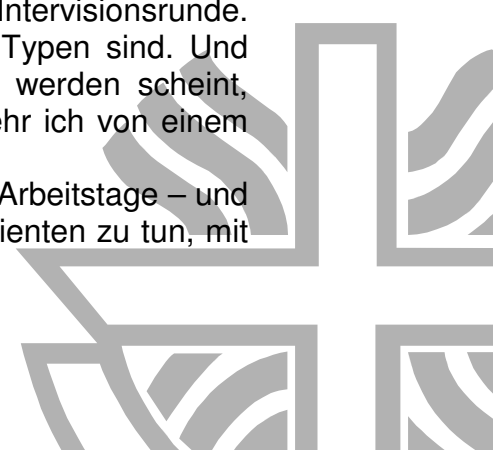 Intervisionsrunde.
Typen sind. Und
werden scheint,
ehr ich von einem
Arbeitstage – und
ienten zu tun, mit